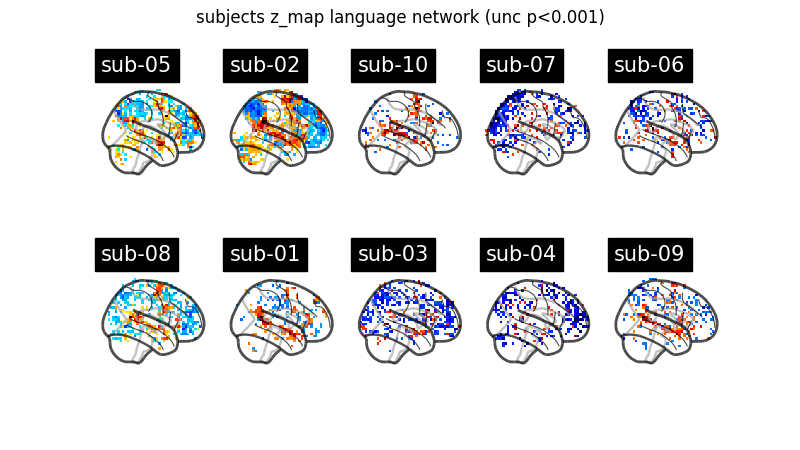 subjects z_map language network (unc p<0.001)
sub-05 sub-02 sub-10 sub-07 sub-06
sub-08 sub-01 sub-03 sub-04 sub-09